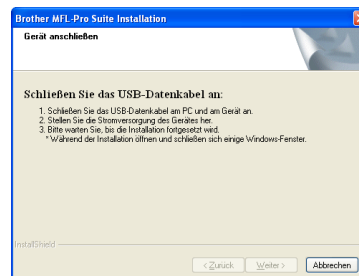 Brother MFL-Pro Suite Installation
Gerät anschließen
Schließen Sie das USB-Datenkabel an:
1. Schließen Sie das USB-Datenkabel am PC und am Gerät an.
2. Stellen Sie die Stromversorgung des Gerätes her.
3. Bitte warten Sie, bis die Installation fortgesetzt wird.
* Während der Installation öffnen und schließen sich einige Windows-Fenster.
InstallShield
< Zurück Weiter > Abbrechen